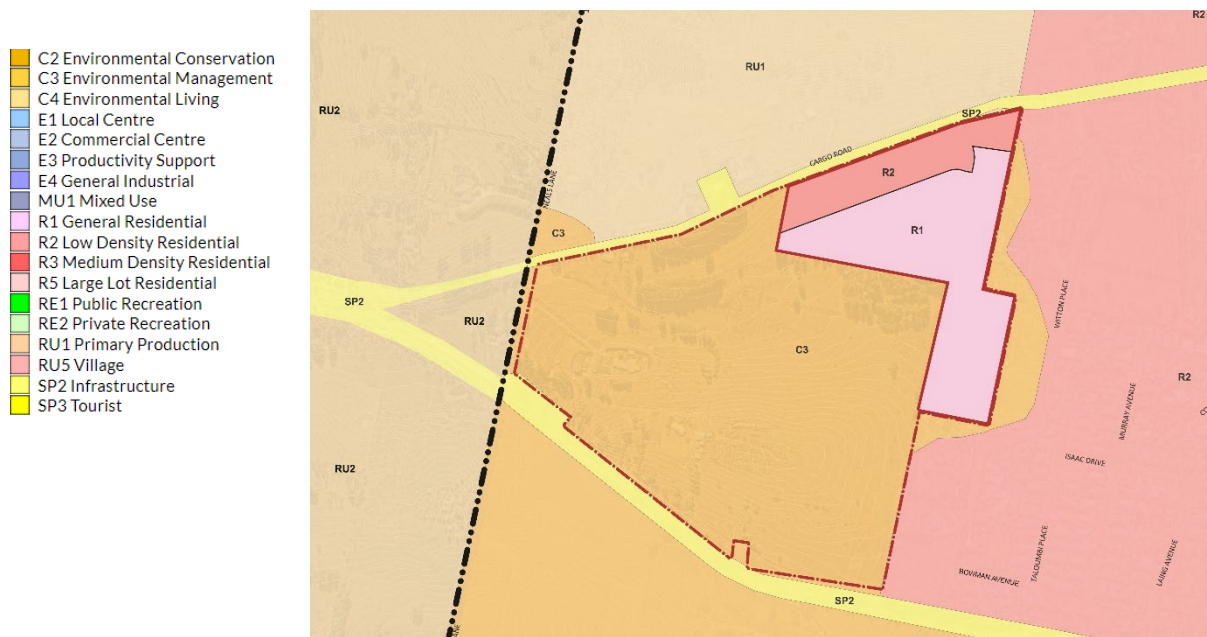 C2 Environmental Conservation
C3 Environmental Management
C4 Environmental Living
E1 Local Centre
E2 Commercial Centre
E3 Productivity Support
E4 General Industrial
MU1 Mixed Use
R1 General Residential
R2 Low Density Residential
R3 Medium Density Residential
R5 Large Lot Residential
RE1 Public Recreation
RE2 Private Recreation
RU1 Primary Production
RU5 Village
SP2 Infrastructure
SP3 Tourist
R2
RU1
RU2
SP2
CARGO ROAD
R2
NEALS LANE
R1
C3
SP2
RU2
WITTON PLACE
C3
R2
MURRAY AVENUE
RU2
ISAAC DRIVE
TALOUMBI PLACE
LAING AVENUE
BOWMAN AVENUE
SP2